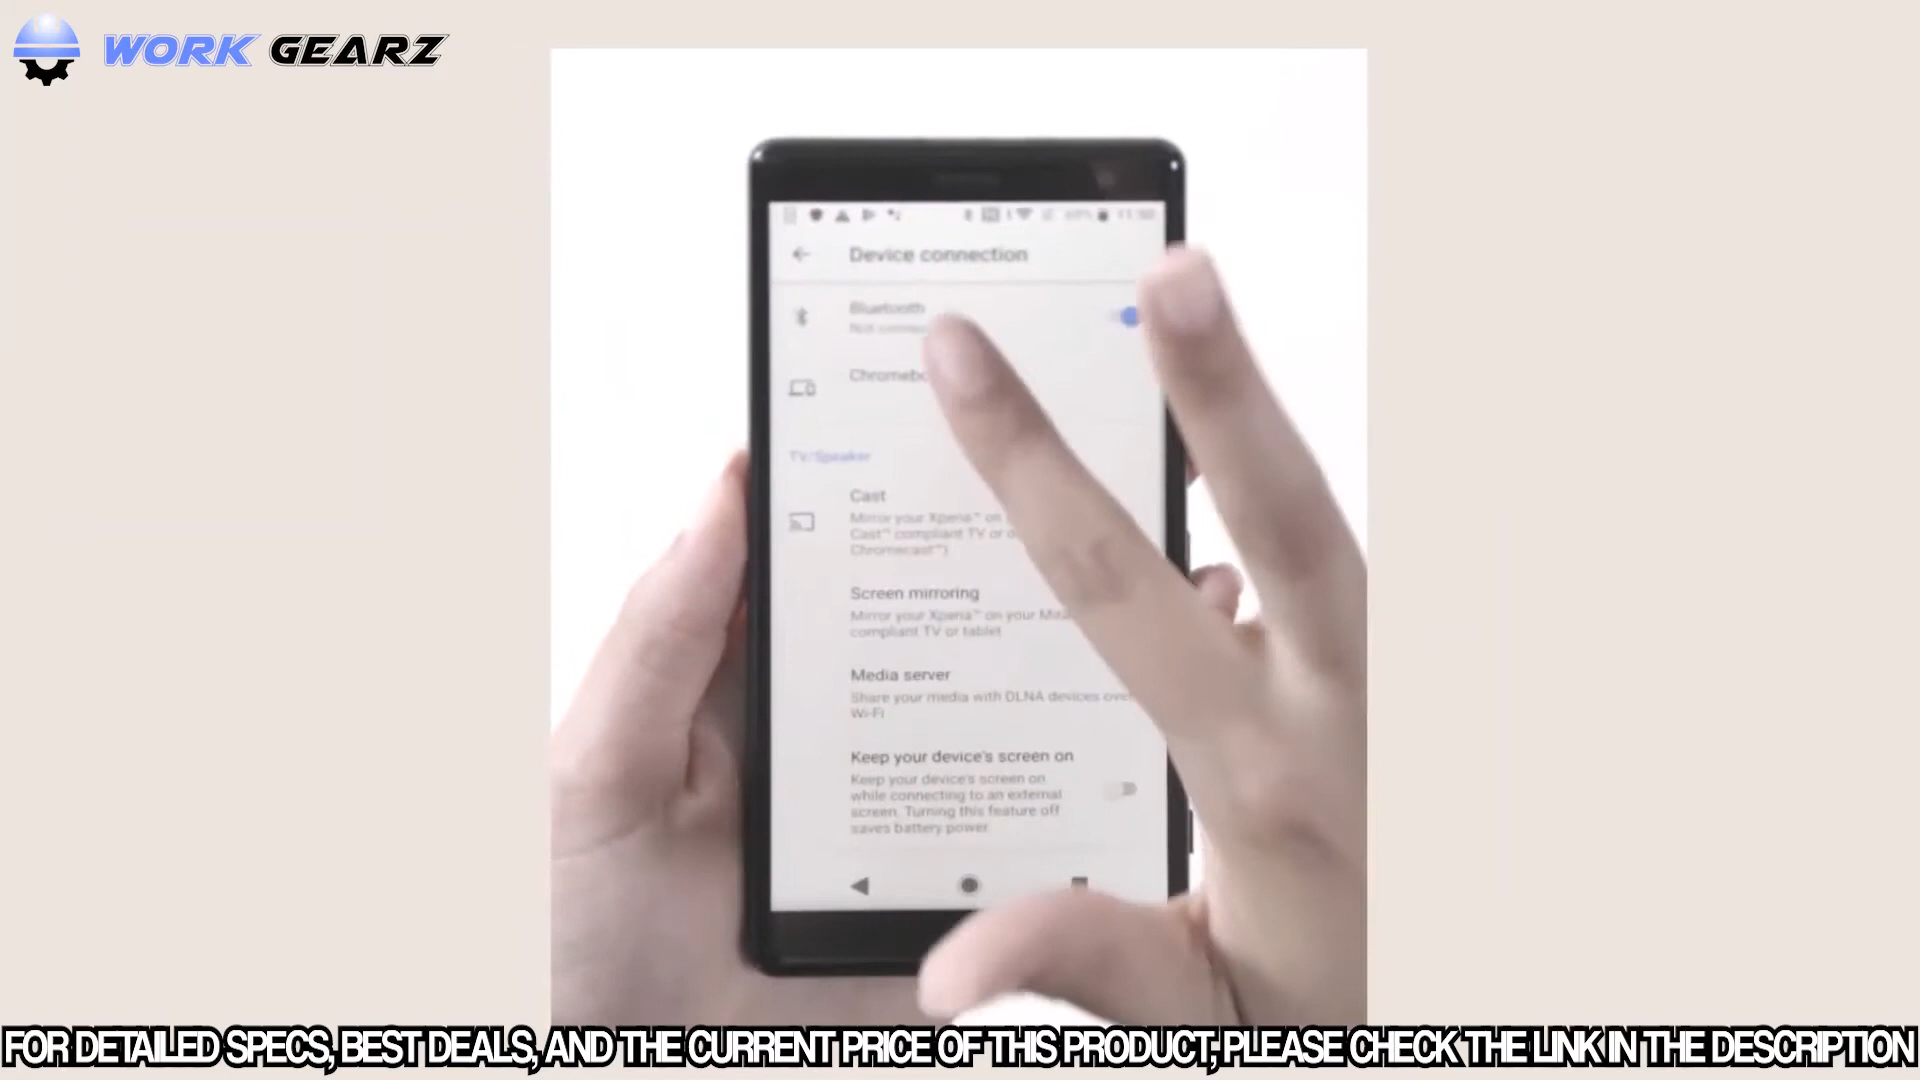 WORK GEARZ
Device connection
Bluetooth
Not
TV/Speaker
Cast
Mirror your Xperia™ on
Cast™ compliant TV or
Chromecast™)
Screen mirroring
Mirror your Xperia™ on your
compliant TV or tablet
Media server
Share your media with DLNA devices over
Wi-Fi
Keep your device's screen on
Keep your device's screen on
while connecting to an external
screen. Turning this feature off
saves battery power.
FOR DETAILED SPECS, BEST DEALS, AND THE CURRENT PRICE OF THIS PRODUCT, PLEASE CHECK THE LINK IN THE DESCRIPTION